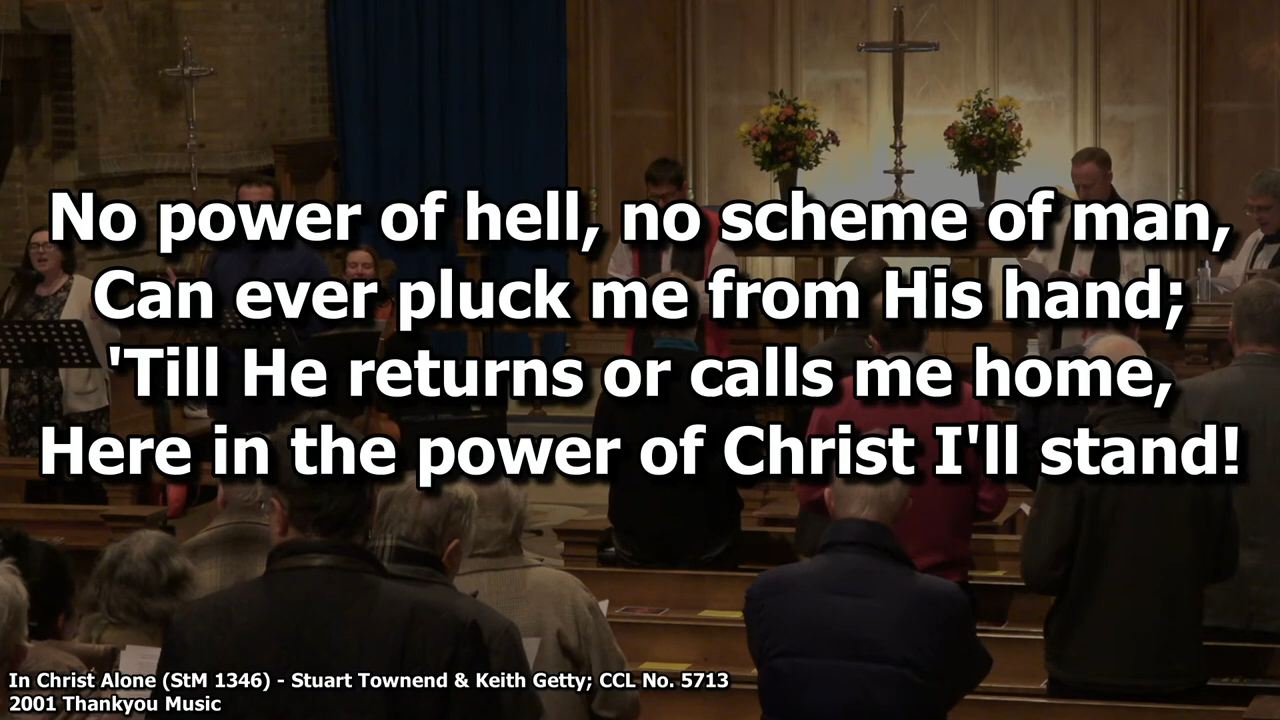 No power of hell, no scheme of man,
Can ever pluck me from His hand;
'Till He returns or calls me home,
Here in the power of Christ I'll stand!
In Christ Alone (StM 1346) - Stuart Townend & Keith Getty; CCL No. 5713
2001 Thankyou Music